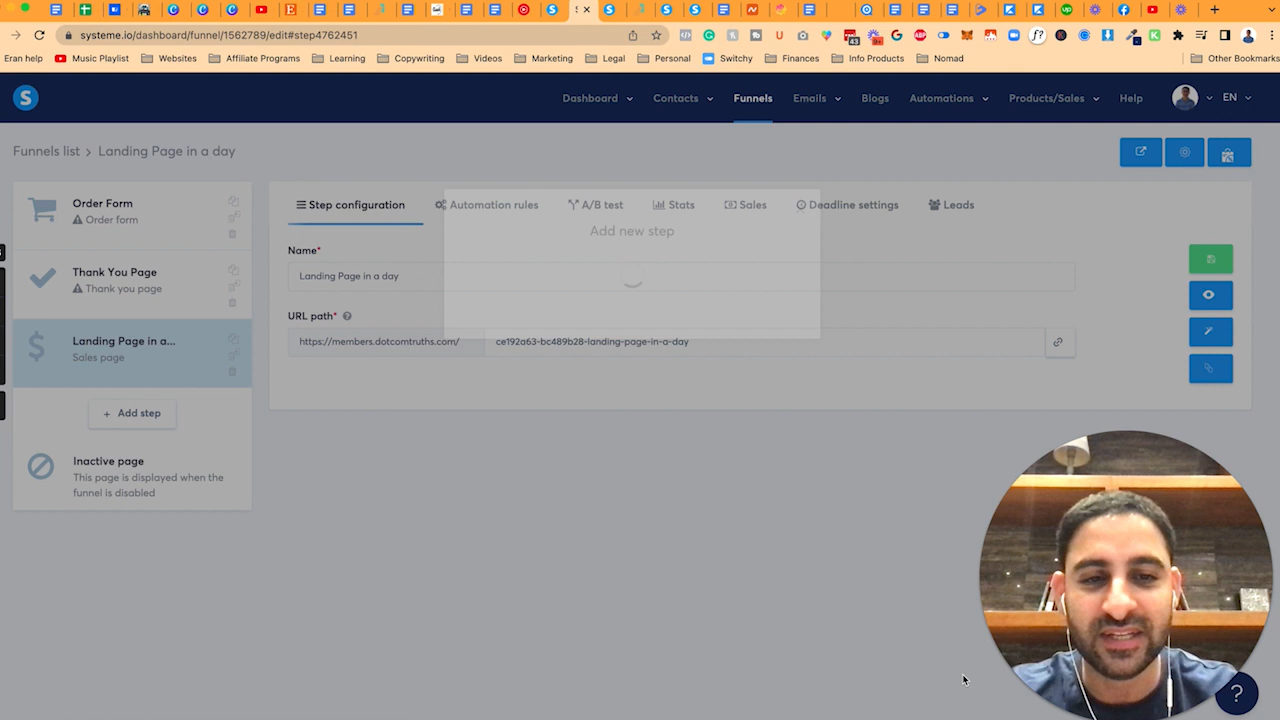 systeme.io/dashboard/funnel/1562789/edit#step4762451
Eran help
Music Playlist
Websites
Affiliate Programs
Learning
Copywriting
Videos
Marketing
Legal
Personal
Switchy
Finances
Info Products
Nomad
Other Bookmarks
Dashboard
Contacts
Funnels
Emails
Blogs
Automations
Products/Sales
Help
EN
Funnels list > Landing Page in a day
Order Form
Order form
Thank You Page
Thank you page
Landing Page in a...
Sales page
+ Add step
Inactive page
This page is displayed when the
funnel is disabled
Step configuration
Automation rules
A/B test
Stats
Sales
Deadline settings
Leads
Add new step
Name*
Landing Page in a day
URL path*
https://members.dotcomtruths.com/
ce192a63-bc489b28-landing-page-in-a-day
?